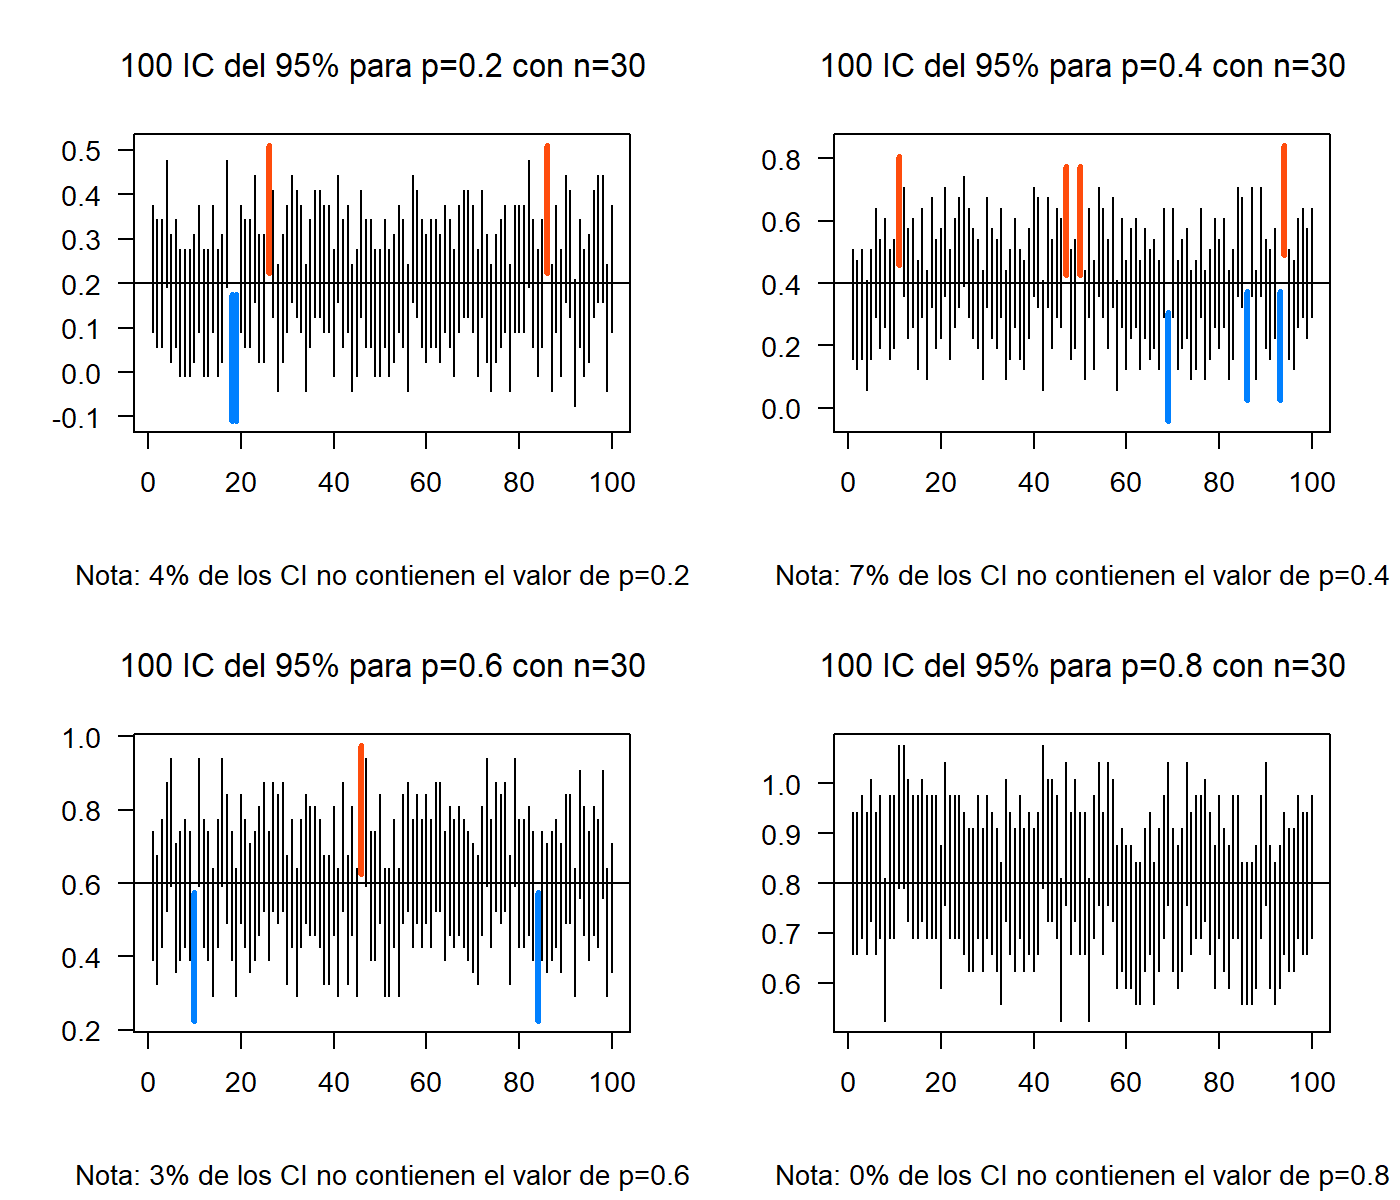 100 IC del 95% para p=0.2 con n=30
0.5
0.4
0.3
0.2
0.1
0.0
-0.1
0 20 40 60 80 100
Nota: 4% de los CI no contienen el valor de p=0.2
100 IC del 95% para p=0.4 con n=30
0.8
0.6
0.4
0.2
0.0
0 20 40 60 80 100
Nota: 7% de los CI no contienen el valor de p=0.4
100 IC del 95% para p=0.6 con n=30
1.0
0.8
0.6
0.4
0.2
0 20 40 60 80 100
Nota: 3% de los CI no contienen el valor de p=0.6
100 IC del 95% para p=0.8 con n=30
1.0
0.9
0.8
0.7
0.6
0 20 40 60 80 100
Nota: 0% de los CI no contienen el valor de p=0.8